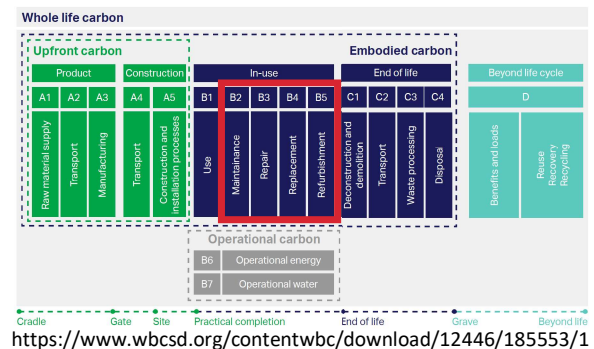 Whole life carbon
Upfront carbon
Embodied carbon
Product
Construction
In-use
End of life
Beyond life cycle
A1
A2
A3
A4
A5
B1
B2
B3
B4
B5
C1
C2
C3
C4
D
Raw material supply
Transport
Manufacturing
Transport
Construction and
installation processes
Use
Maintainance
Repair
Replacement
Refurbishment
Deconstruction and
demolition
Transport
Waste processing
Disposal
Benefits and loads
Reuse
Recovery
Recycling
Operational carbon
B6
Operational energy
B7
Operational water
Cradle
Gate
Site
Practical completion
End of life
Grave
Beyond life
https://www.wbcsd.org/contentwbc/download/12446/185553/1